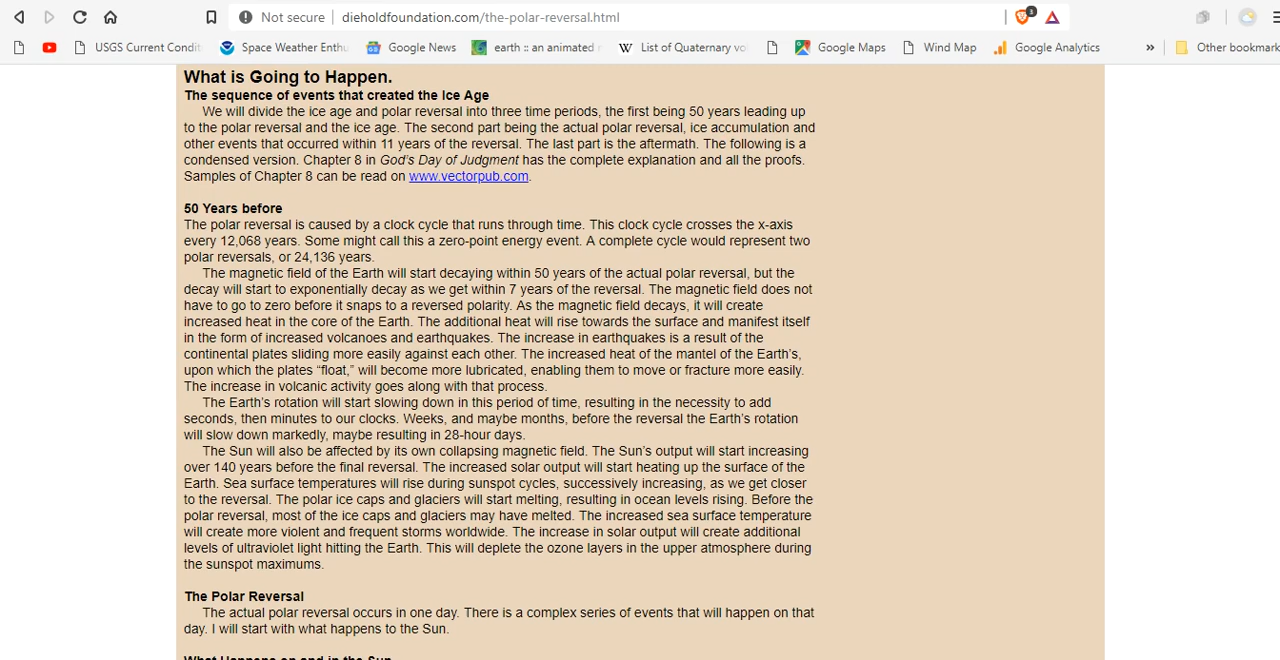 Not secure | dieholdfoundation.com/the-polar-reversal.html
USGS Current Condit Space Weather Enthu Google News earth :: an animated List of Quaternary vo Google Maps Wind Map Google Analytics » Other bookmark
What is Going to Happen.
The sequence of events that created the Ice Age
We will divide the ice age and polar reversal into three time periods, the first being 50 years leading up
to the polar reversal and the ice age. The second part being the actual polar reversal, ice accumulation and
other events that occurred within 11 years of the reversal. The last part is the aftermath. The following is a
condensed version. Chapter 8 in God's Day of Judgment has the complete explanation and all the proofs.
Samples of Chapter 8 can be read on www.vectorpub.com.
50 Years before
The polar reversal is caused by a clock cycle that runs through time. This clock cycle crosses the x-axis
every 12,068 years. Some might call this a zero-point energy event. A complete cycle would represent two
polar reversals, or 24,136 years.
The magnetic field of the Earth will start decaying within 50 years of the actual polar reversal, but the
decay will start to exponentially decay as we get within 7 years of the reversal. The magnetic field does not
have to go to zero before it snaps to a reversed polarity. As the magnetic field decays, it will create
increased heat in the core of the Earth. The additional heat will rise towards the surface and manifest itself
in the form of increased volcanoes and earthquakes. The increase in earthquakes is a result of the
continental plates sliding more easily against each other. The increased heat of the mantel of the Earth's,
upon which the plates “float,” will become more lubricated, enabling them to move or fracture more easily.
The increase in volcanic activity goes along with that process.
The Earth's rotation will start slowing down in this period of time, resulting in the necessity to add
seconds, then minutes to our clocks. Weeks, and maybe months, before the reversal the Earth's rotation
will slow down markedly, maybe resulting in 28-hour days.
The Sun will also be affected by its own collapsing magnetic field. The Sun's output will start increasing
over 140 years before the final reversal. The increased solar output will start heating up the surface of the
Earth. Sea surface temperatures will rise during sunspot cycles, successively increasing, as we get closer
to the reversal. The polar ice caps and glaciers will start melting, resulting in ocean levels rising. Before the
polar reversal, most of the ice caps and glaciers may have melted. The increased sea surface temperature
will create more violent and frequent storms worldwide. The increase in solar output will create additional
levels of ultraviolet light hitting the Earth. This will deplete the ozone layers in the upper atmosphere during
the sunspot maximums.
The Polar Reversal
The actual polar reversal occurs in one day. There is a complex series of events that will happen on that
day. I will start with what happens to the Sun.
What Happens on and in the Sun